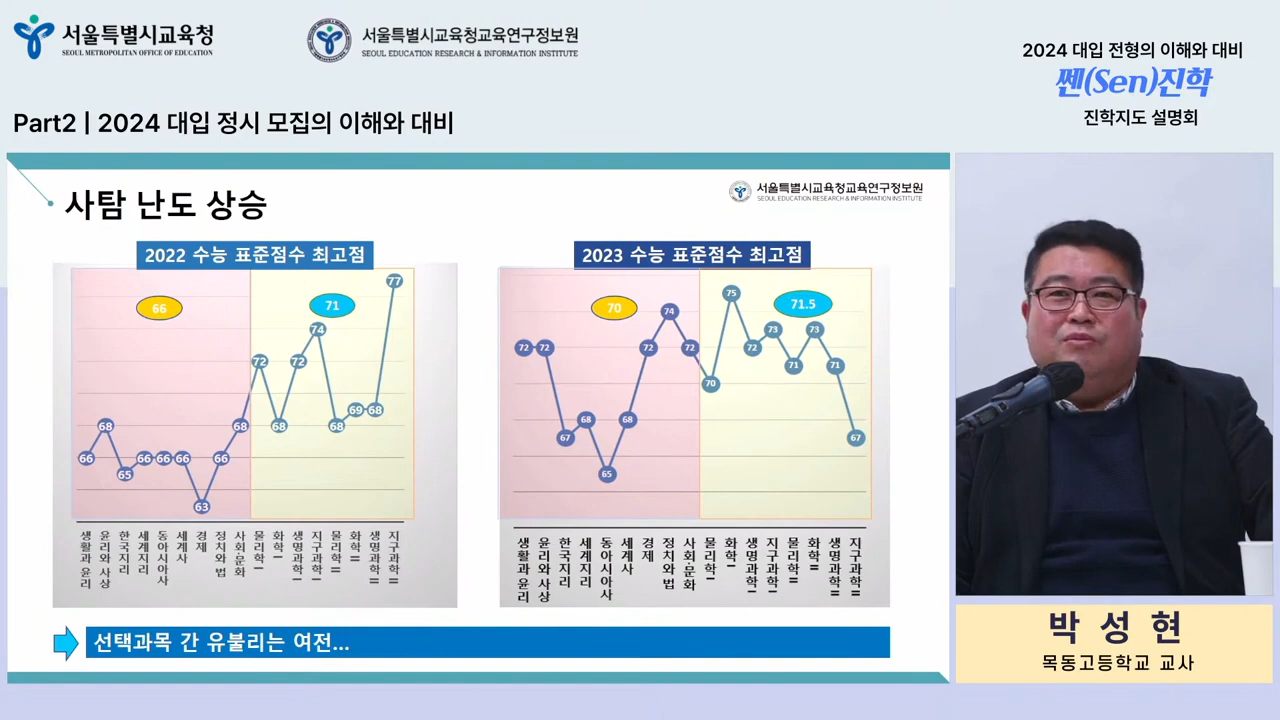 서울특별시교육청
SEOUL METROPOLITAN OFFICE OF EDUCATION
서울특별시교육청교육연구정보원
SEOUL EDUCATION RESEARCH & INFORMATION INSTITUTE
2024 대입 전형의 이해와 대비
쎈(Sen)진학
진학지도 설명회
Part2 | 2024 대입 정시 모집의 이해와 대비
사탐 난도 상승
서울특별시교육청교육연구정보원
SEOUL EDUCATION RESEARCH & INFORMATION INSTITUTE
2022 수능 표준점수 최고점
66
71
66 68 65 66 66 66 63 66 68 72 68 72 74 68 69 68 77
생활과 윤리
윤리와 사상
한국지리
세계지리
동아시아사
세계사
경제
정치와 법
사회·문화
물리학Ⅰ
화학Ⅰ
생명과학Ⅰ
지구과학Ⅰ
물리학Ⅱ
화학Ⅱ
생명과학Ⅱ
지구과학Ⅱ
2023 수능 표준점수 최고점
70
71.5
72 72 67 68 65 68 72 74 72 70 75 72 73 71 73 71 67
생활과 윤리
윤리와 사상
한국지리
세계지리
동아시아사
세계사
경제
정치와 법
사회·문화
물리학Ⅰ
화학Ⅰ
생명과학Ⅰ
지구과학Ⅰ
물리학Ⅱ
화학Ⅱ
생명과학Ⅱ
지구과학Ⅱ
선택과목 간 유불리는 여전...
박 성 현
목동고등학교 교사